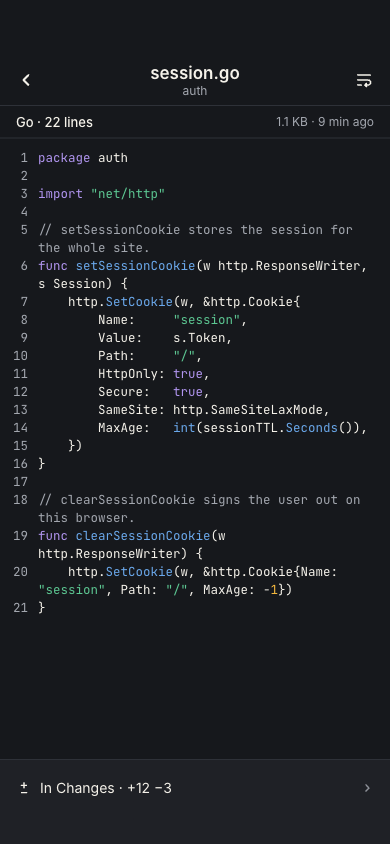 session.go
auth
Go · 22 lines
1.1 KB · 9 min ago
1 package auth
2
3 import "net/http"
4
5 // setSessionCookie stores the session for
the whole site.
6 func setSessionCookie(w http.ResponseWriter,
s Session) {
7     http.SetCookie(w, &http.Cookie{
8         Name:     "session",
9         Value:    s.Token,
10         Path:     "/",
11         HttpOnly: true,
12         Secure:   true,
13         SameSite: http.SameSiteLaxMode,
14         MaxAge:   int(sessionTTL.Seconds()),
15     })
16 }
17
18 // clearSessionCookie signs the user out on
this browser.
19 func clearSessionCookie(w
http.ResponseWriter) {
20     http.SetCookie(w, &http.Cookie{Name:
"session", Path: "/", MaxAge: -1})
21 }
In Changes · +12 −3